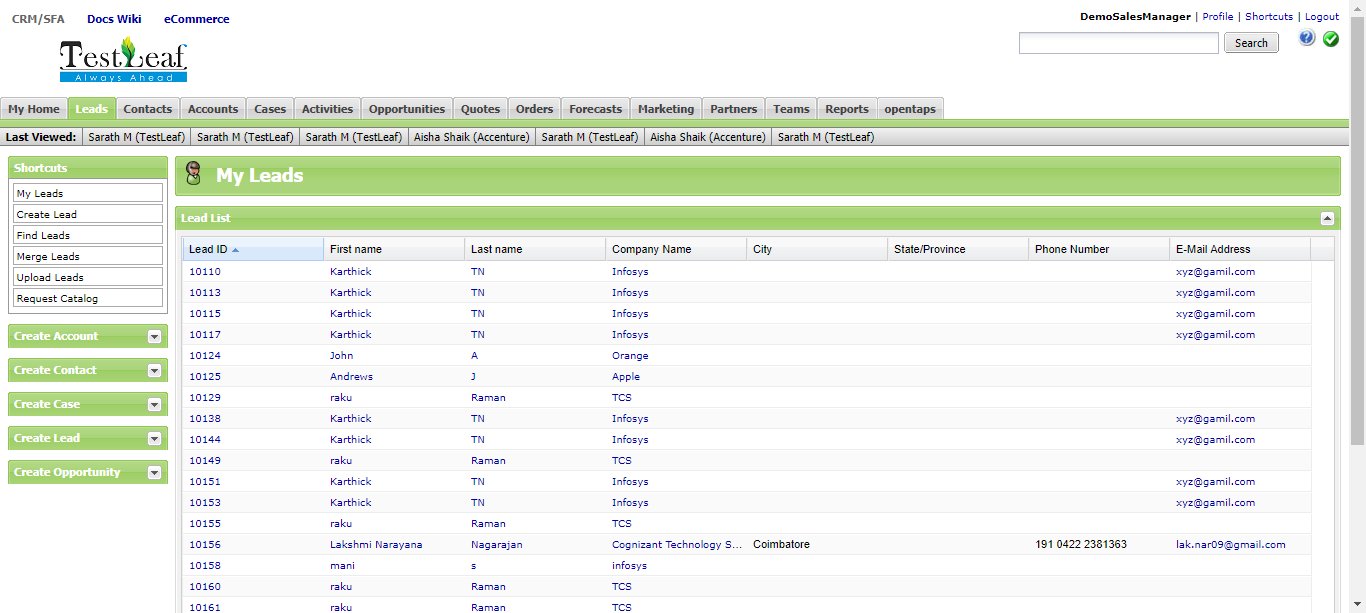 CRM/SFA Docs Wiki eCommerce
DemoSalesManager | Profile | Shortcuts | Logout
Search
TestLeaf
Always Ahead
My Home Leads Contacts Accounts Cases Activities Opportunities Quotes Orders Forecasts Marketing Partners Teams Reports opentaps
Last Viewed: Sarath M (TestLeaf) Sarath M (TestLeaf) Sarath M (TestLeaf) Aisha Shaik (Accenture) Sarath M (TestLeaf) Aisha Shaik (Accenture) Sarath M (TestLeaf)
Shortcuts
My Leads
Create Lead
Find Leads
Merge Leads
Upload Leads
Request Catalog
Create Account
Create Contact
Create Case
Create Lead
Create Opportunity
My Leads
Lead List
Lead ID First name Last name Company Name City State/Province Phone Number E-Mail Address
10110 Karthick TN Infosys xyz@gamil.com
10113 Karthick TN Infosys xyz@gamil.com
10115 Karthick TN Infosys xyz@gamil.com
10117 Karthick TN Infosys xyz@gamil.com
10124 John A Orange
10125 Andrews J Apple
10129 raku Raman TCS
10138 Karthick TN Infosys xyz@gamil.com
10144 Karthick TN Infosys xyz@gamil.com
10149 raku Raman TCS
10151 Karthick TN Infosys xyz@gamil.com
10153 Karthick TN Infosys xyz@gamil.com
10155 raku Raman TCS
10156 Lakshmi Narayana Nagarajan Cognizant Technology S... Coimbatore 191 0422 2381363 lak.nar09@gmail.com
10158 mani s infosys
10160 raku Raman TCS
10161 raku Raman TCS